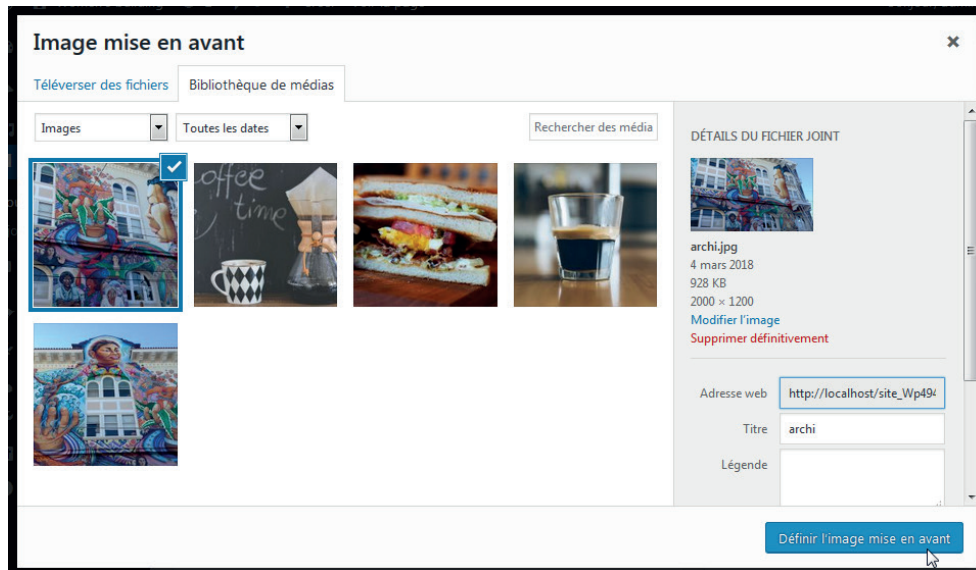 Image mise en avant
Téléverser des fichiers
Bibliothèque de médias
Images
Toutes les dates
Rechercher des média
DÉTAILS DU FICHIER JOINT
coffee
time
archi.jpg
4 mars 2018
928 KB
2000 × 1200
Modifier l'image
Supprimer définitivement
Adresse web
http://localhost/site_Wp494
Titre
archi
Légende
Définir l'image mise en avant